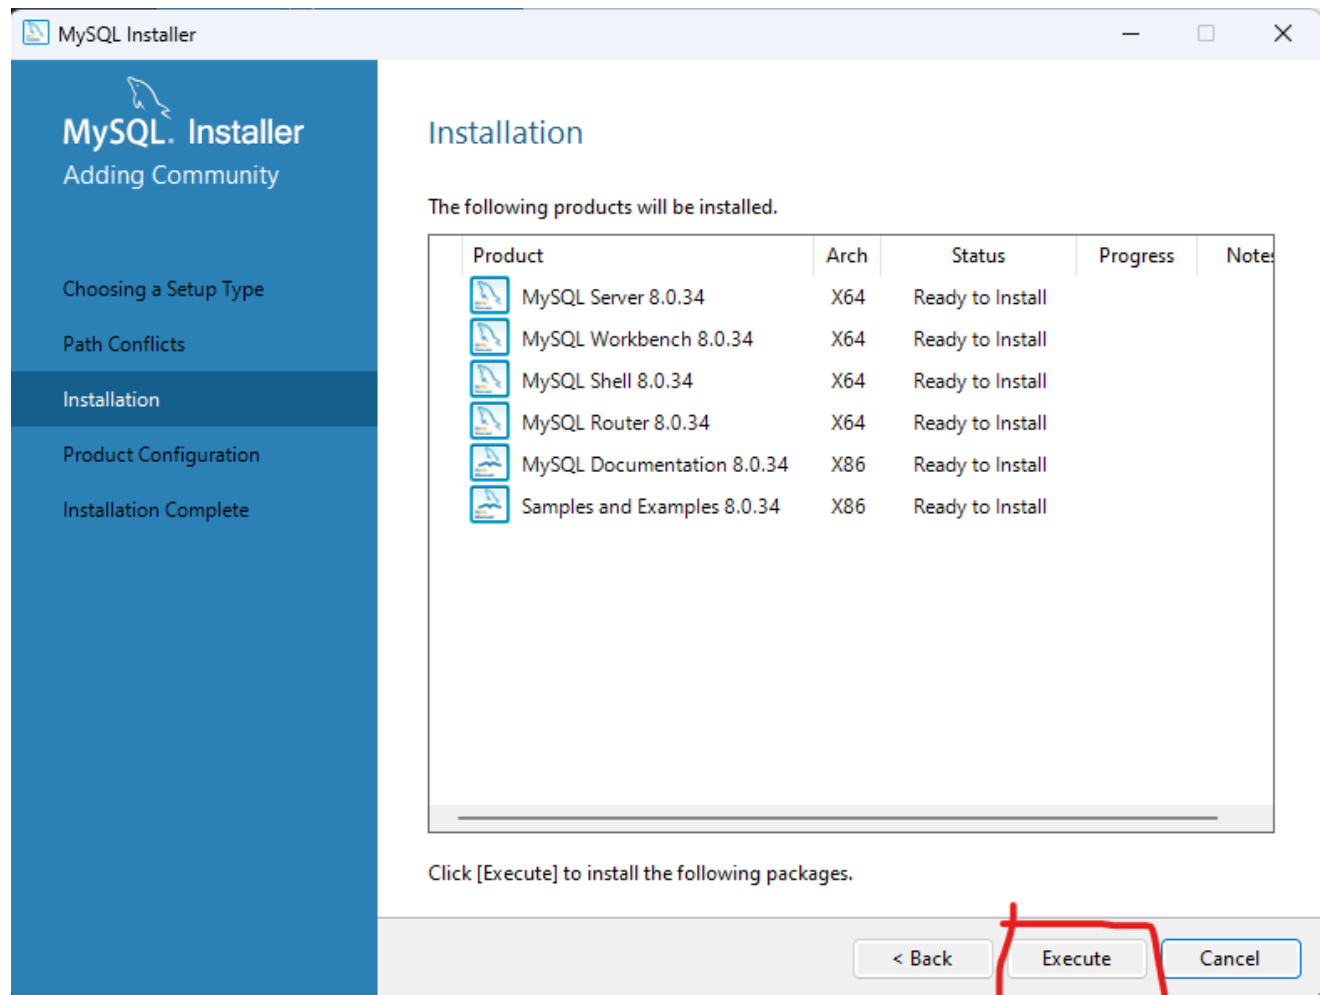 MySQL Installer
MySQL. Installer
Adding Community
Choosing a Setup Type
Path Conflicts
Installation
Product Configuration
Installation Complete
Installation
The following products will be installed.
Product Arch Status Progress Notes
MySQL Server 8.0.34 X64 Ready to Install
MySQL Workbench 8.0.34 X64 Ready to Install
MySQL Shell 8.0.34 X64 Ready to Install
MySQL Router 8.0.34 X64 Ready to Install
MySQL Documentation 8.0.34 X86 Ready to Install
Samples and Examples 8.0.34 X86 Ready to Install
Click [Execute] to install the following packages.
< Back Execute Cancel